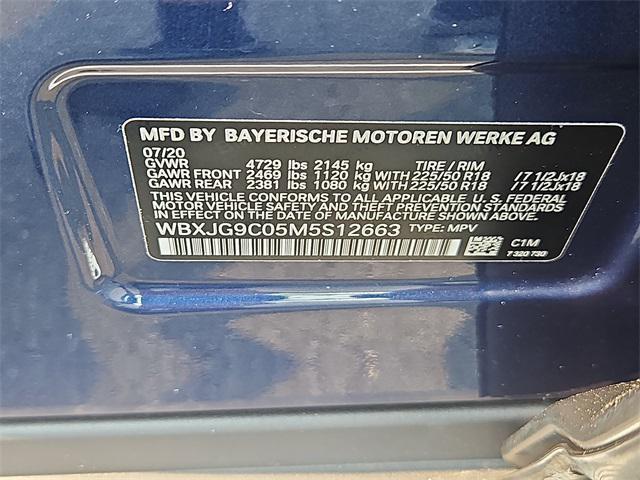 MFD BY BAYERISCHE MOTOREN WERKE AG
07/20
GVWR 4729 lbs 2145 kg TIRE / RIM
GAWR FRONT 2469 lbs 1120 kg WITH 225/50 R18 /7 1/2Jx18
GAWR REAR 2381 lbs 1080 kg WITH 225/50 R18 /7 1/2Jx18
THIS VEHICLE CONFORMS TO ALL APPLICABLE U.S. FEDERAL
MOTOR VEHICLE SAFETY, BUMPER, AND THEFT PREVENTION
STANDARDS IN EFFECT ON THE DATE OF MANUFACTURE SHOWN ABOVE.
WBXJG9C05M5S12663 TYPE: MPV
C1M
7 320 730